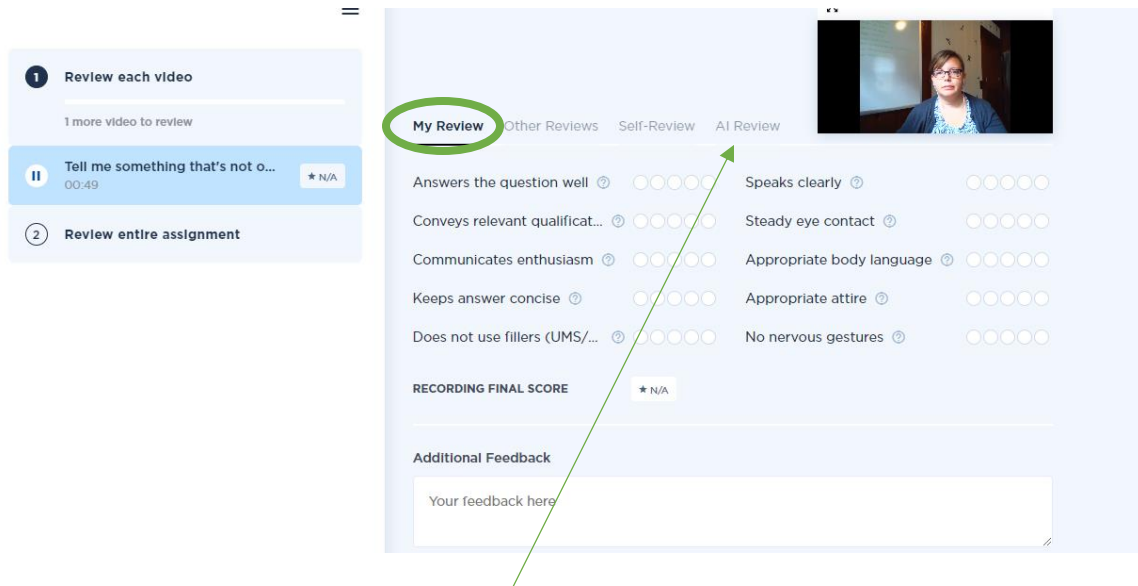 1 Review each video
1 more video to review
Tell me something that's not o...
00:49
★ N/A
2 Review entire assignment
My Review Other Reviews Self-Review AI Review
Answers the question well ? Speaks clearly ?
Conveys relevant qualificat... ? Steady eye contact ?
Communicates enthusiasm ? Appropriate body language ?
Keeps answer concise ? Appropriate attire ?
Does not use fillers (UMS/... ? No nervous gestures ?
RECORDING FINAL SCORE ★ N/A
Additional Feedback
Your feedback here